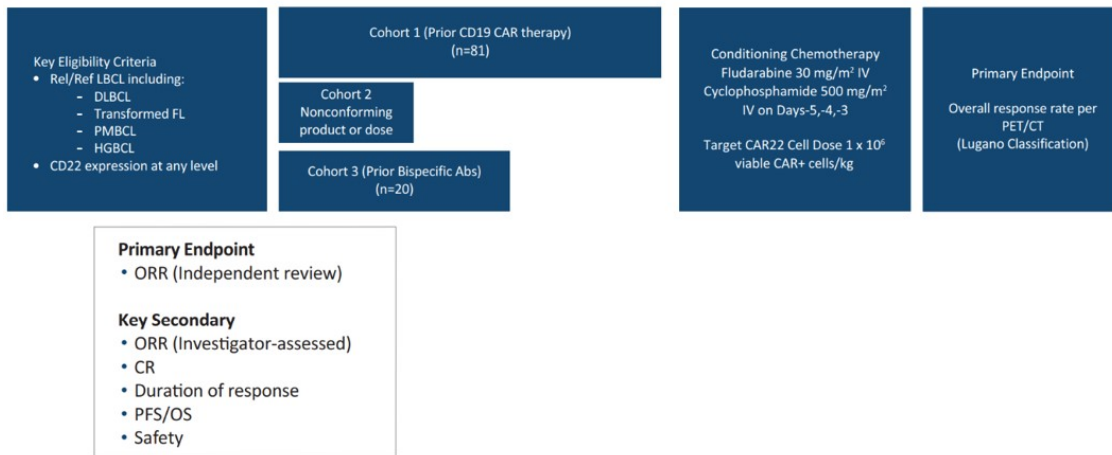 Key Eligibility Criteria
• Rel/Ref LBCL including:
- DLBCL
- Transformed FL
- PMBCL
- HGBCL
• CD22 expression at any level
Cohort 1 (Prior CD19 CAR therapy)
(n=81)
Cohort 2
Nonconforming
product or dose
Cohort 3 (Prior Bispecific Abs)
(n=20)
Conditioning Chemotherapy
Fludarabine 30 mg/m² IV
Cyclophosphamide 500 mg/m²
IV on Days-5,-4,-3
Target CAR22 Cell Dose 1 x 10⁶
viable CAR+ cells/kg
Primary Endpoint
Overall response rate per
PET/CT
(Lugano Classification)
Primary Endpoint
• ORR (Independent review)
Key Secondary
• ORR (Investigator-assessed)
• CR
• Duration of response
• PFS/OS
• Safety